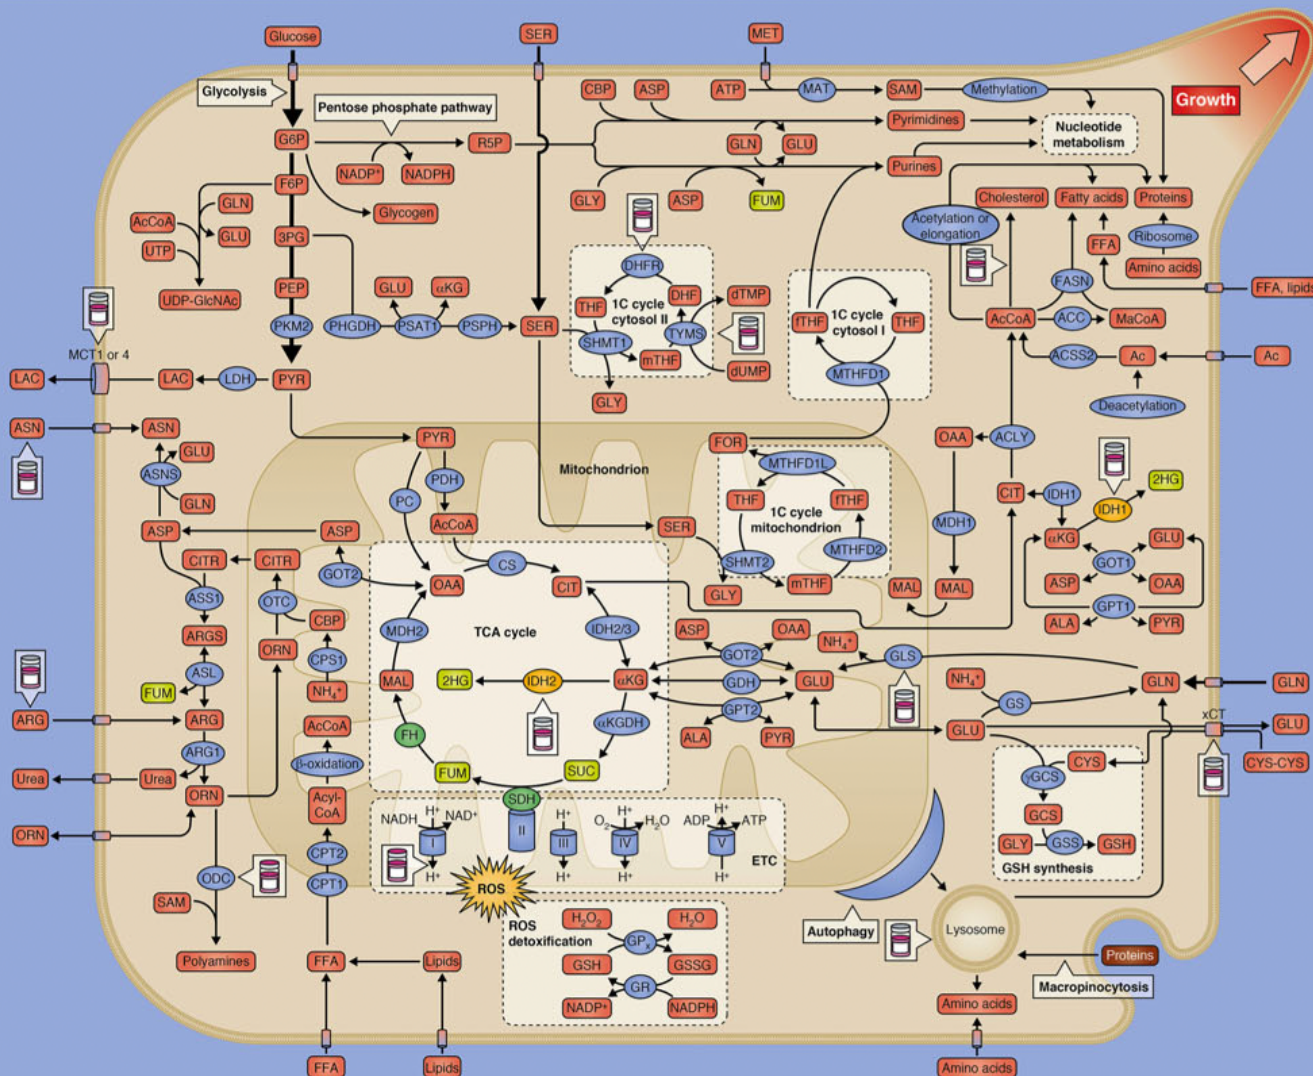 Glucose
SER
MET
Glycolysis
CBP
ASP
ATP
MAT
SAM
Methylation
Growth
Pentose phosphate pathway
Pyrimidines
Nucleotide
metabolism
G6P
R5P
GLN
GLU
Purines
NADP⁺
NADPH
F6P
GLN
GLY
ASP
FUM
Cholesterol
Fatty acids
Proteins
AcCoA
Glycogen
Acetylation or
elongation
GLU
3PG
UTP
FFA
Ribosome
DHFR
Amino acids
PEP
GLU
αKG
DHF
dTMP
FASN
FFA, lipids
UDP-GlcNAc
THF
1C cycle
cytosol II
1C cycle
cytosol I
fTHF
THF
AcCoA
ACC
MaCoA
PKM2
PHGDH
PSAT1
PSPH
SER
TYMS
SHMT1
mTHF
MCT1 or 4
ACSS2
Ac
Ac
dUMP
MTHFD1
LAC
LAC
LDH
PYR
GLY
Deacetylation
ASN
ASN
PYR
FOR
OAA
ACLY
GLU
Mitochondrion
MTHFD1L
ASNS
PDH
2HG
PC
THF
fTHF
CIT
IDH1
IDH1
GLN
1C cycle
mitochondrion
ASP
ASP
AcCoA
SER
MDH1
αKG
GLU
CITR
CITR
CS
SHMT2
MTHFD2
GOT1
GOT2
OAA
CIT
GLY
mTHF
MAL
MAL
ASP
OAA
ASS1
OTC
GPT1
CBP
ALA
PYR
ARGS
MDH2
TCA cycle
IDH2/3
ASP
OAA
NH₄⁺
ORN
CPS1
GOT2
GLS
ASL
MAL
2HG
IDH2
αKG
GDH
GLU
NH₄⁺
GLN
GLN
FUM
NH₄⁺
GPT2
GS
ARG
ARG
AcCoA
αKGDH
xCT
GLU
GLU
FH
ALA
PYR
ARG1
β-oxidation
CYS
CYS-CYS
Urea
Urea
FUM
SUC
γGCS
ORN
Acyl-
CoA
SDH
GCS
NADH
H⁺
NAD⁺
H⁺
O₂
H⁺
H₂O
ADP
H⁺
ATP
ORN
I
II
III
IV
V
GLY
GSS
GSH
CPT2
ETC
GSH synthesis
H⁺
H⁺
H⁺
H⁺
ODC
CPT1
ROS
SAM
ROS
detoxification
H₂O₂
H₂O
Autophagy
Lysosome
GPₓ
Polyamines
FFA
Lipids
GSH
GSSG
Proteins
GR
Macropinocytosis
NADP⁺
NADPH
Amino acids
FFA
Lipids
Amino acids